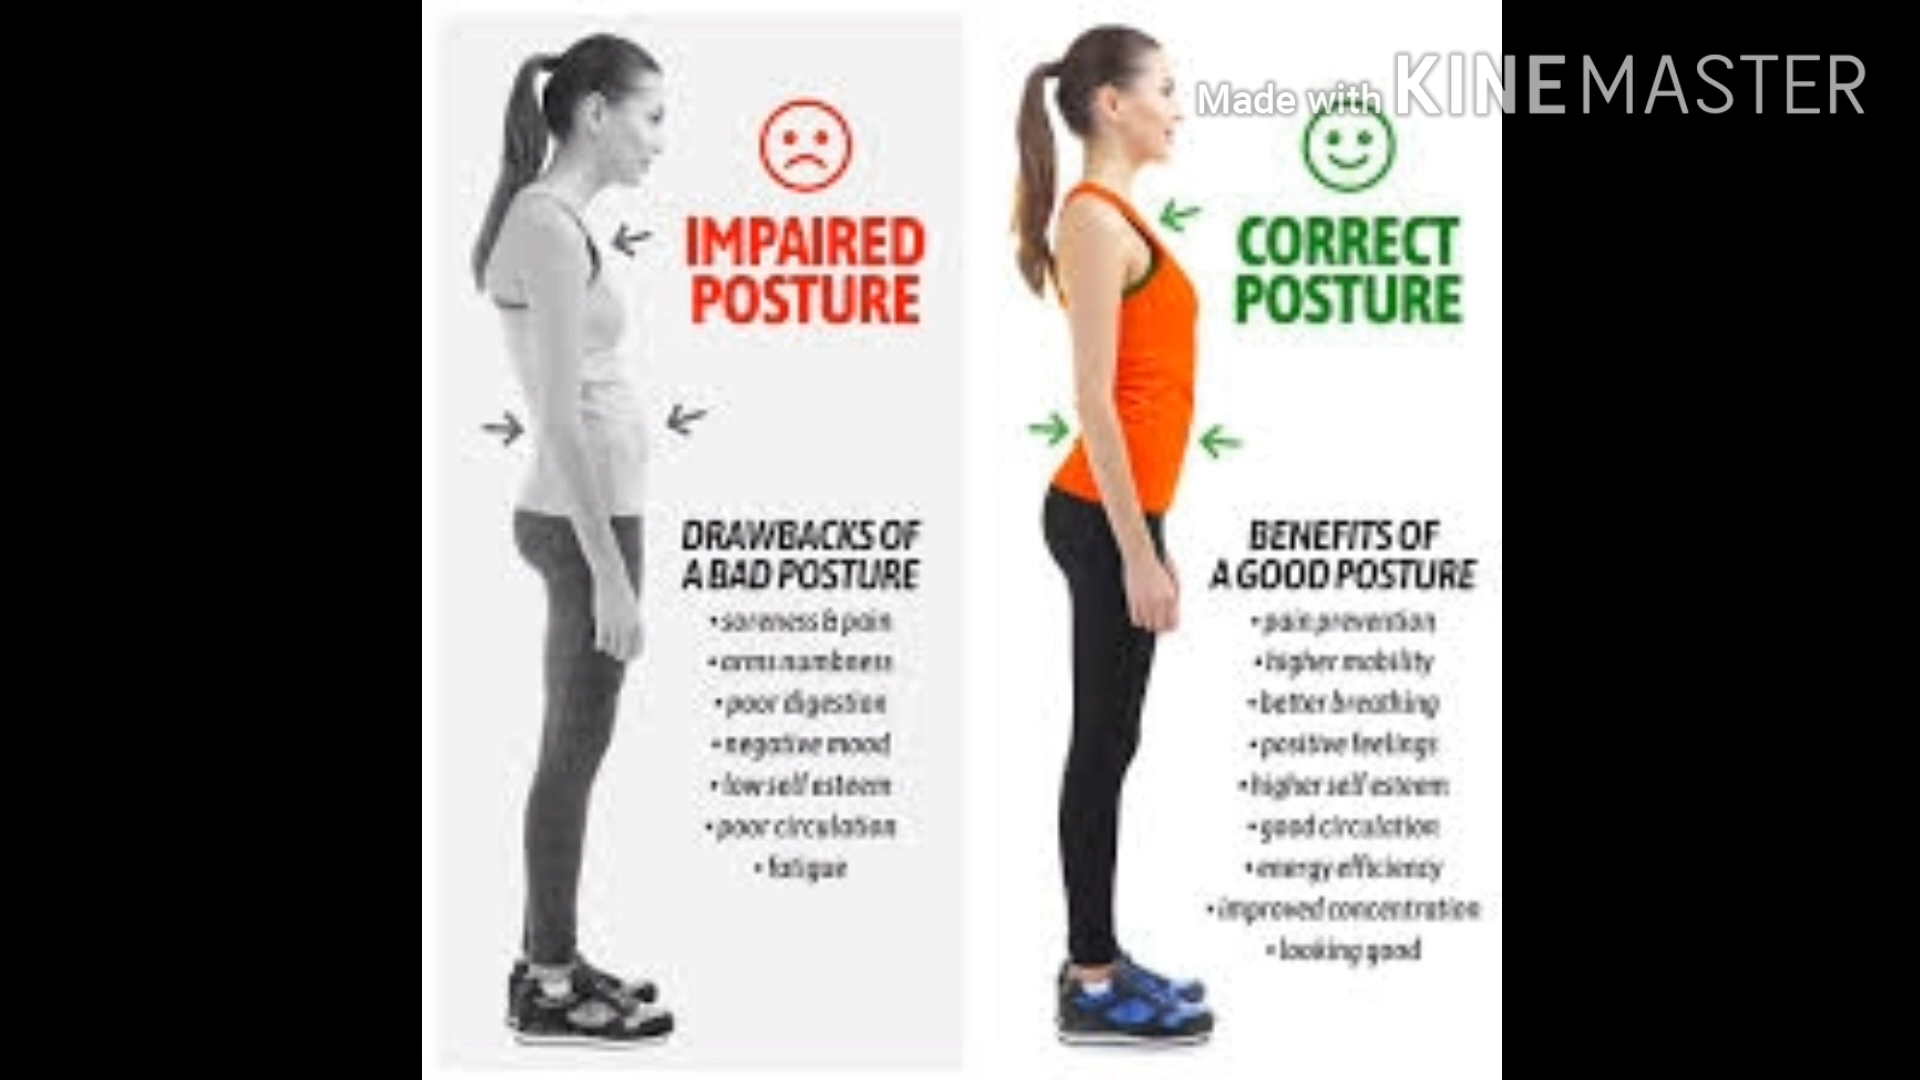 Made with KINEMASTER
IMPAIRED
POSTURE
DRAWBACKS OF
A BAD POSTURE
• soreness & pain
• arms numbness
• poor digestion
• negative mood
• low self esteem
• poor circulation
• fatigue
CORRECT
POSTURE
BENEFITS OF
A GOOD POSTURE
• pain prevention
• higher mobility
• better breathing
• positive feelings
• higher self esteem
• good circulation
• energy efficiency
• improved concentration
• looking good